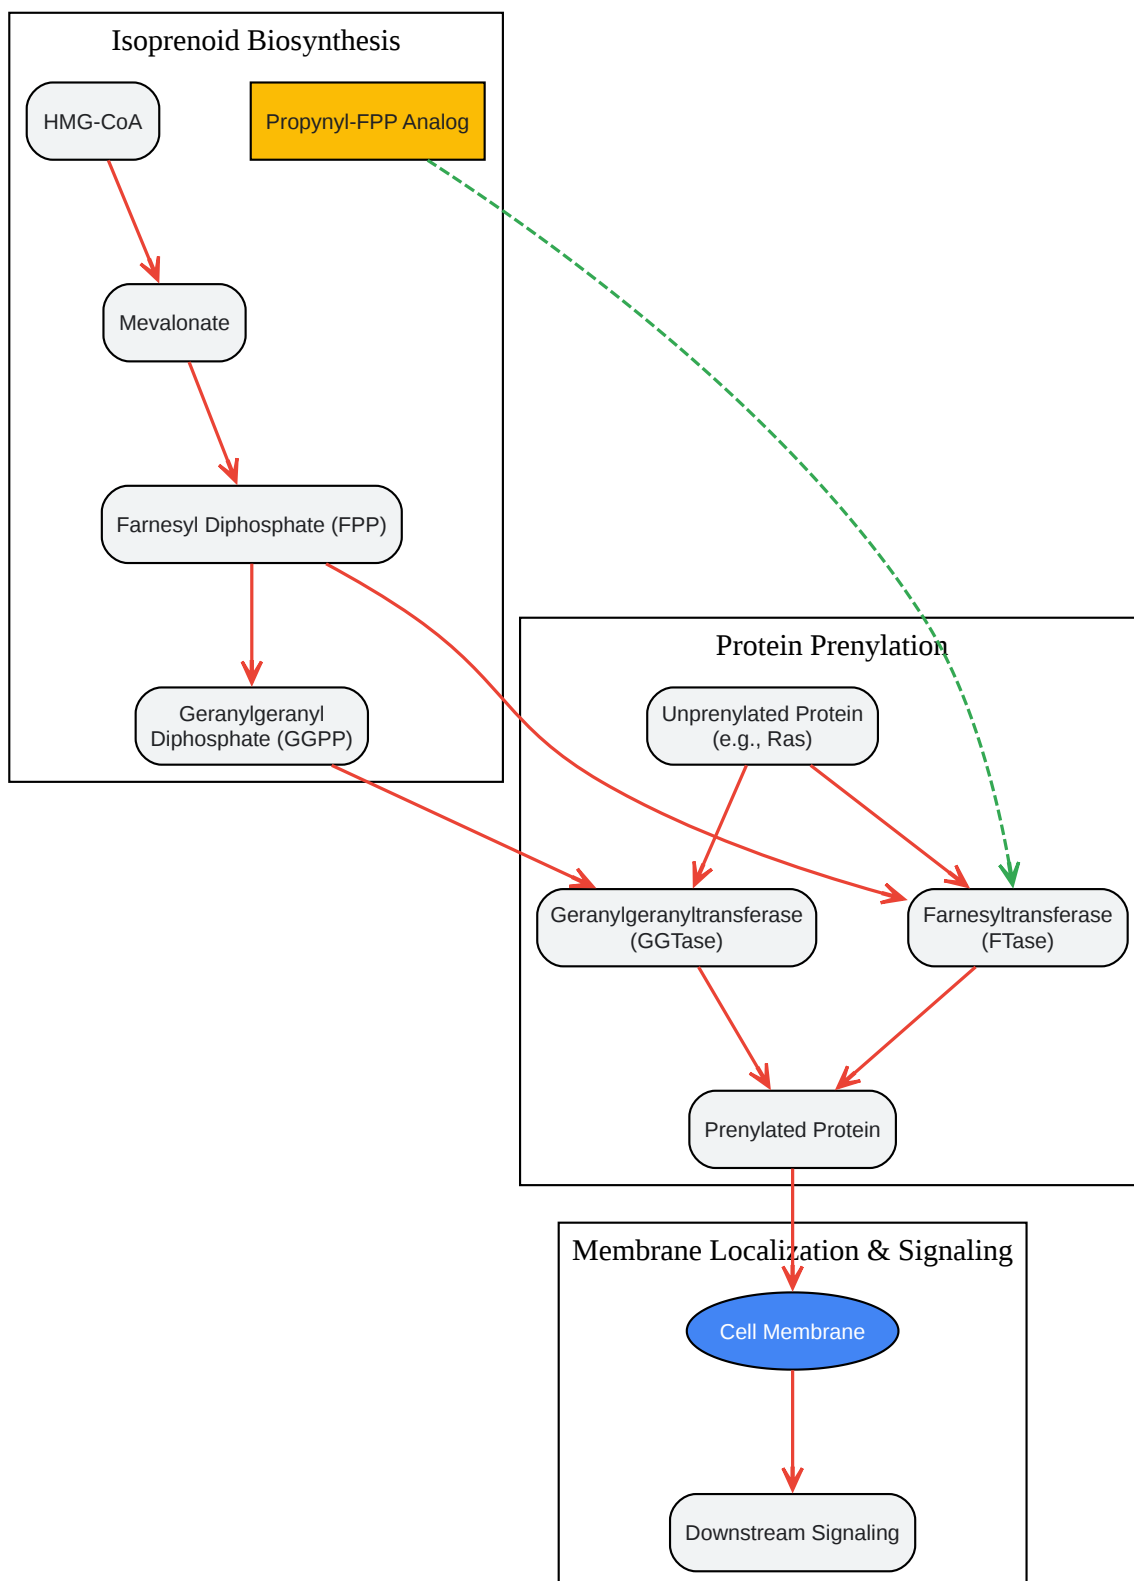 Isoprenoid Biosynthesis
HMG-CoA
Propynyl-FPP Analog
Mevalonate
Farnesyl Diphosphate (FPP)
Geranylgeranyl
Diphosphate (GGPP)
Protein Prenylation
Unprenylated Protein
(e.g., Ras)
Geranylgeranyltransferase
(GGTase)
Farnesyltransferase
(FTase)
Prenylated Protein
Membrane Localization & Signaling
Cell Membrane
Downstream Signaling